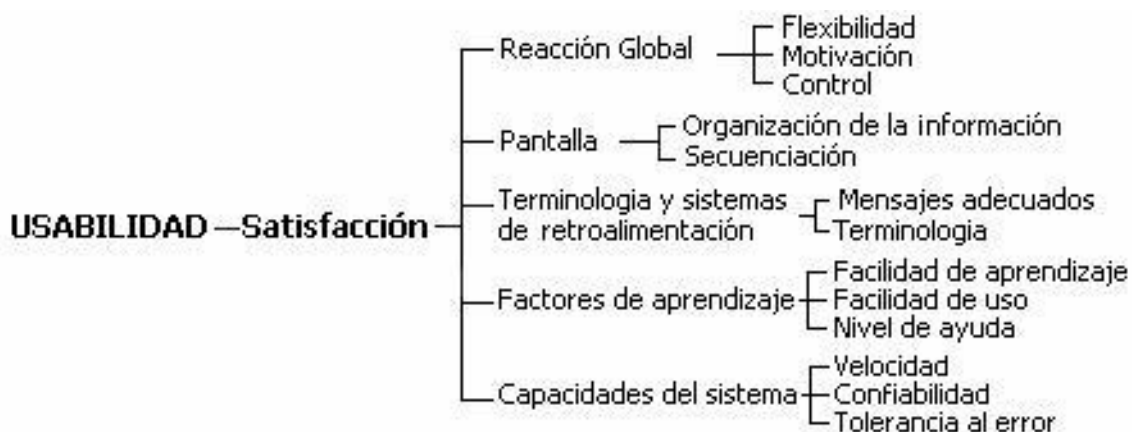 Reacción Global
Flexibilidad
Motivación
Control
Pantalla
Organización de la información
Secuenciación
USABILIDAD
Satisfacción
Terminologia y sistemas
de retroalimentación
Mensajes adecuados
Terminologia
Factores de aprendizaje
Facilidad de aprendizaje
Facilidad de uso
Nivel de ayuda
Capacidades del sistema
Velocidad
Confiabilidad
Tolerancia al error